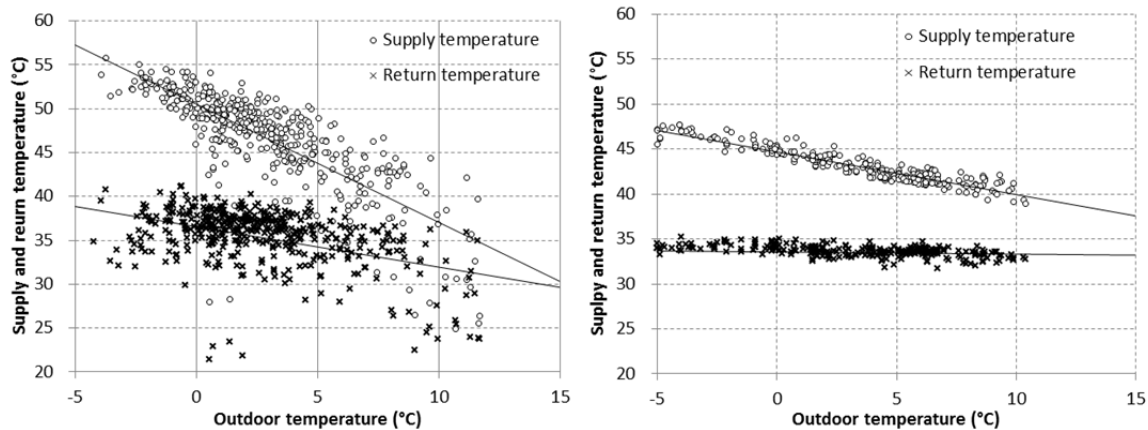 60
55
50
45
40
35
30
25
20
Supply and return temperature (°C)
○ Supply temperature
× Return temperature
-5 0 5 10 15
Outdoor temperature (°C)
60
55
50
45
40
35
30
25
20
Suplpy and return temperature (°C)
○ Supply temperature
× Return temperature
-5 0 5 10 15
Outdoor temperature (°C)